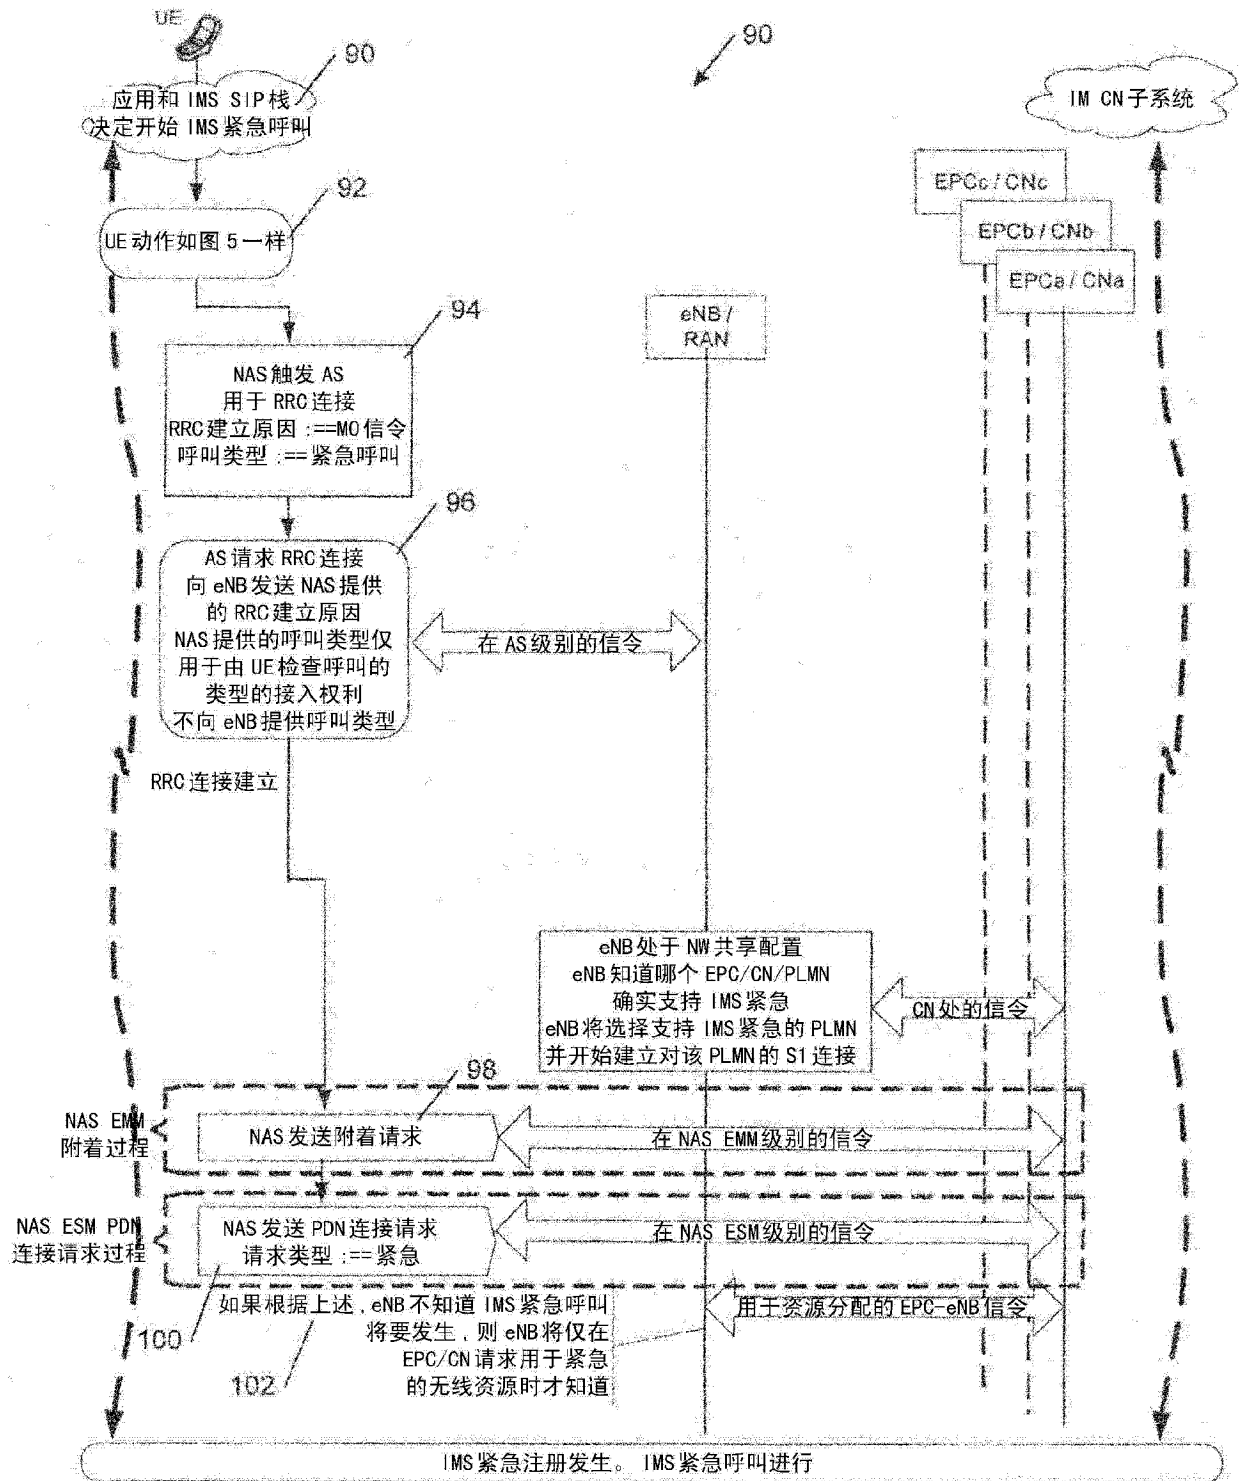 UE
90
90
应用和 IMS SIP 栈
决定开始 IMS 紧急呼叫
IM CN 子系统
92
EPCc / CNc
EPCb / CNb
EPCa / CNa
UE 动作如图 5 一样
94
eNB /
RAN
NAS 触发 AS
用于 RRC 连接
RRC 建立原因 :==MO 信令
呼叫类型 :==紧急呼叫
96
AS 请求 RRC 连接
向 eNB 发送 NAS 提供
的 RRC 建立原因
NAS 提供的呼叫类型仅
用于由 UE 检查呼叫的
类型的接入权利
不向 eNB 提供呼叫类型
在 AS 级别的信令
RRC 连接建立
eNB 处于 NW 共享配置
eNB 知道哪个 EPC/CN/PLMN
确实支持 IMS 紧急
eNB 将选择支持 IMS 紧急的 PLMN
并开始建立对该 PLMN 的 S1 连接
CN 处的信令
98
NAS EMM
附着过程
NAS 发送附着请求
在 NAS EMM 级别的信令
NAS ESM PDN
连接请求过程
NAS 发送 PDN 连接请求
请求类型 :==紧急
在 NAS ESM 级别的信令
100
如果根据上述,eNB 不知道 IMS 紧急呼叫
将要发生,则 eNB 将仅在
EPC/CN 请求用于紧急
的无线资源时才知道
102
用于资源分配的 EPC-eNB 信令
IMS 紧急注册发生。IMS 紧急呼叫进行